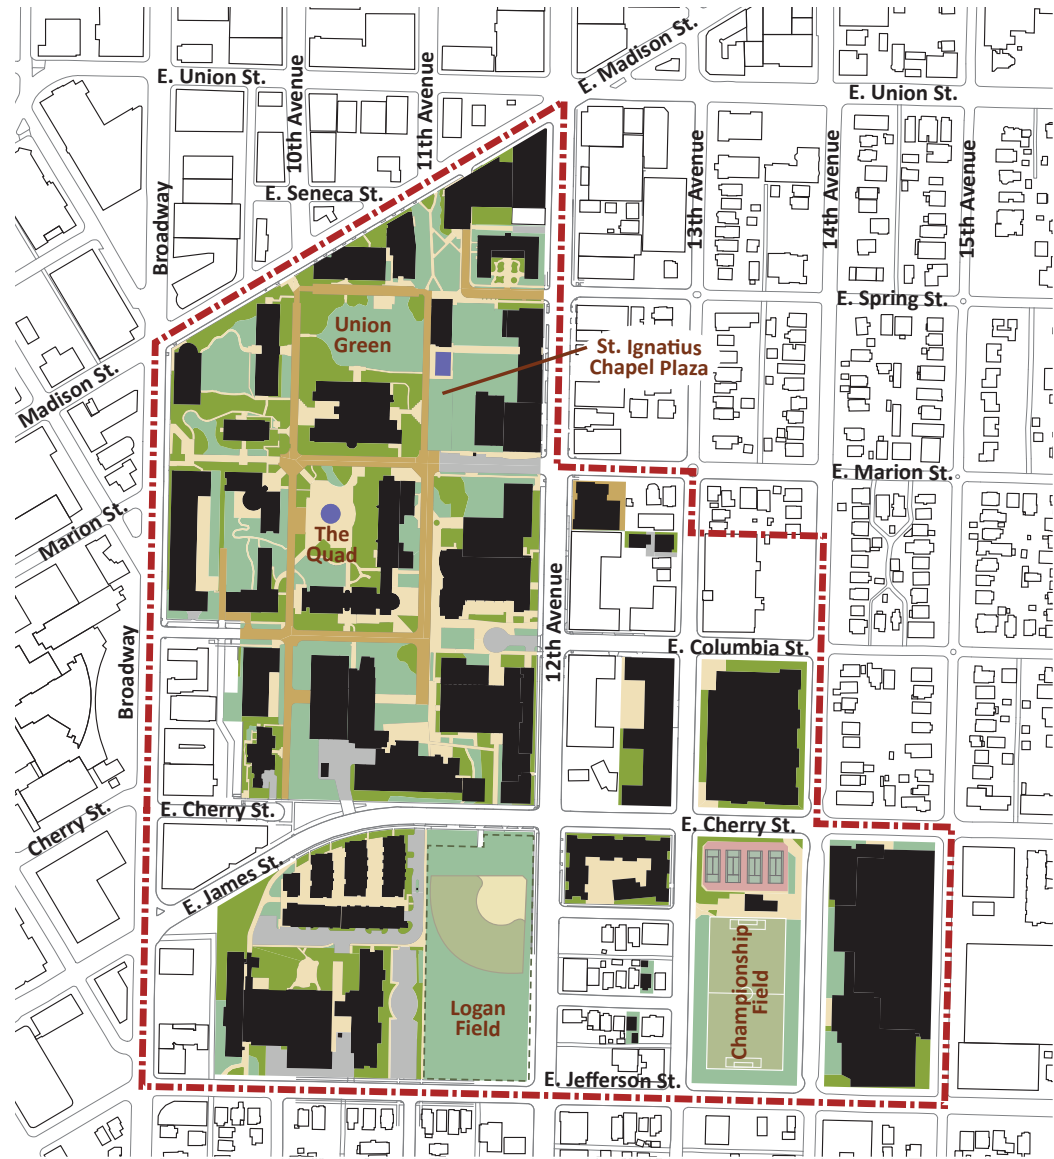 E. Madison St.
E. Union St.
10th Avenue
11th Avenue
E. Union St.
13th Avenue
14th Avenue
15th Avenue
E. Seneca St.
Broadway
E. Spring St.
Union
Green
St. Ignatius
Chapel Plaza
Madison St.
E. Marion St.
Marion St.
The
Quad
12th Avenue
Broadway
E. Columbia St.
Cherry St.
E. Cherry St.
E. Cherry St.
E. James St.
Championship
Field
Logan
Field
E. Jefferson St.